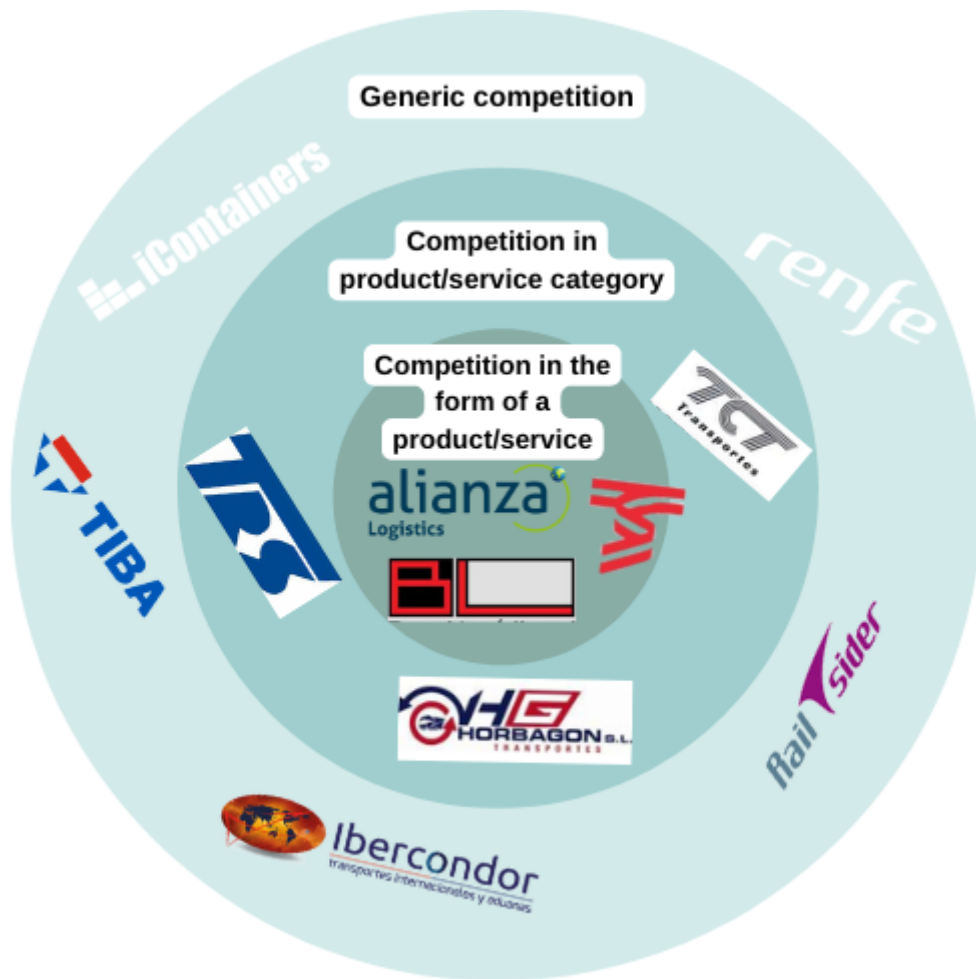 Generic competition
iContainers
renfe
Competition in
product/service category
Competition in the
form of a
product/service
TCT
Transportes
alianza
Logistics
TIBA
TRS
BL
Rail Sider
HG
HORBAGON S.L.
TRANSPORTES
Ibercondor
transportes internacionales y aduanas